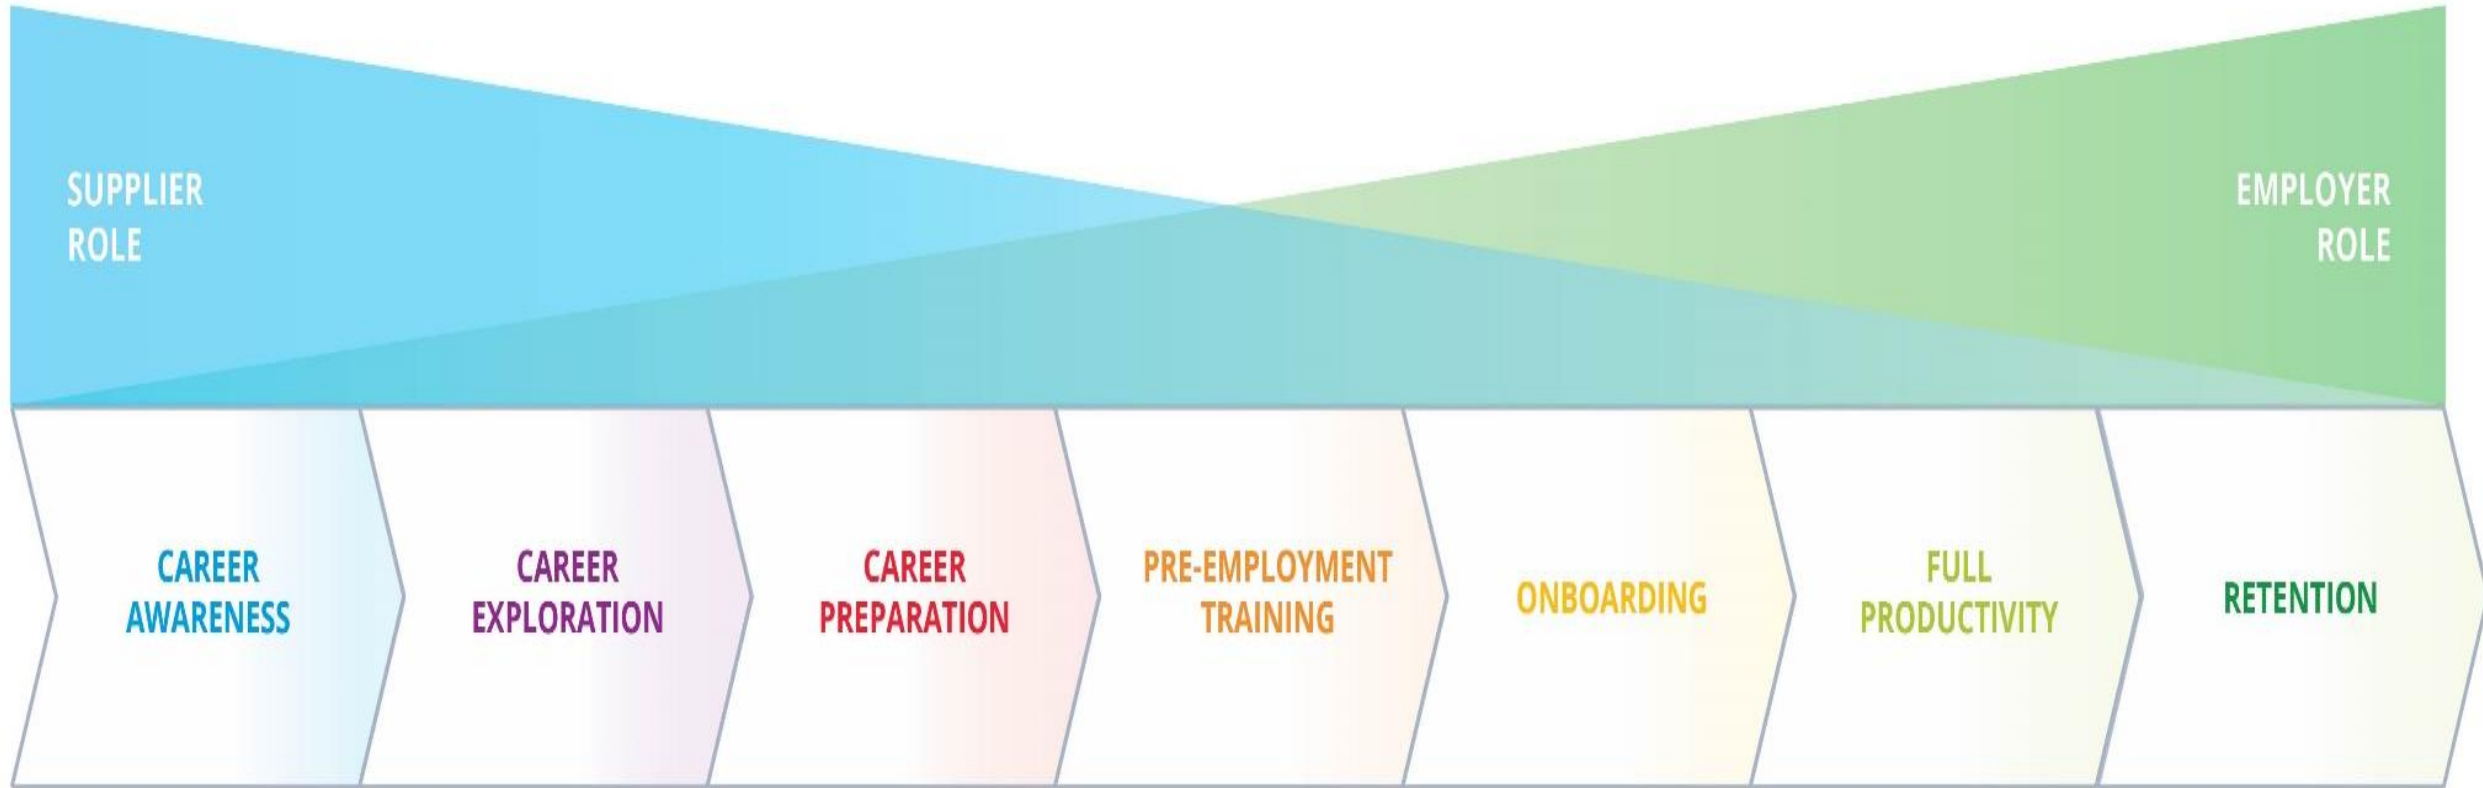 SUPPLIER
ROLE
EMPLOYER
ROLE
CAREER
AWARENESS
CAREER
EXPLORATION
CAREER
PREPARATION
PRE-EMPLOYMENT
TRAINING
ONBOARDING
FULL
PRODUCTIVITY
RETENTION